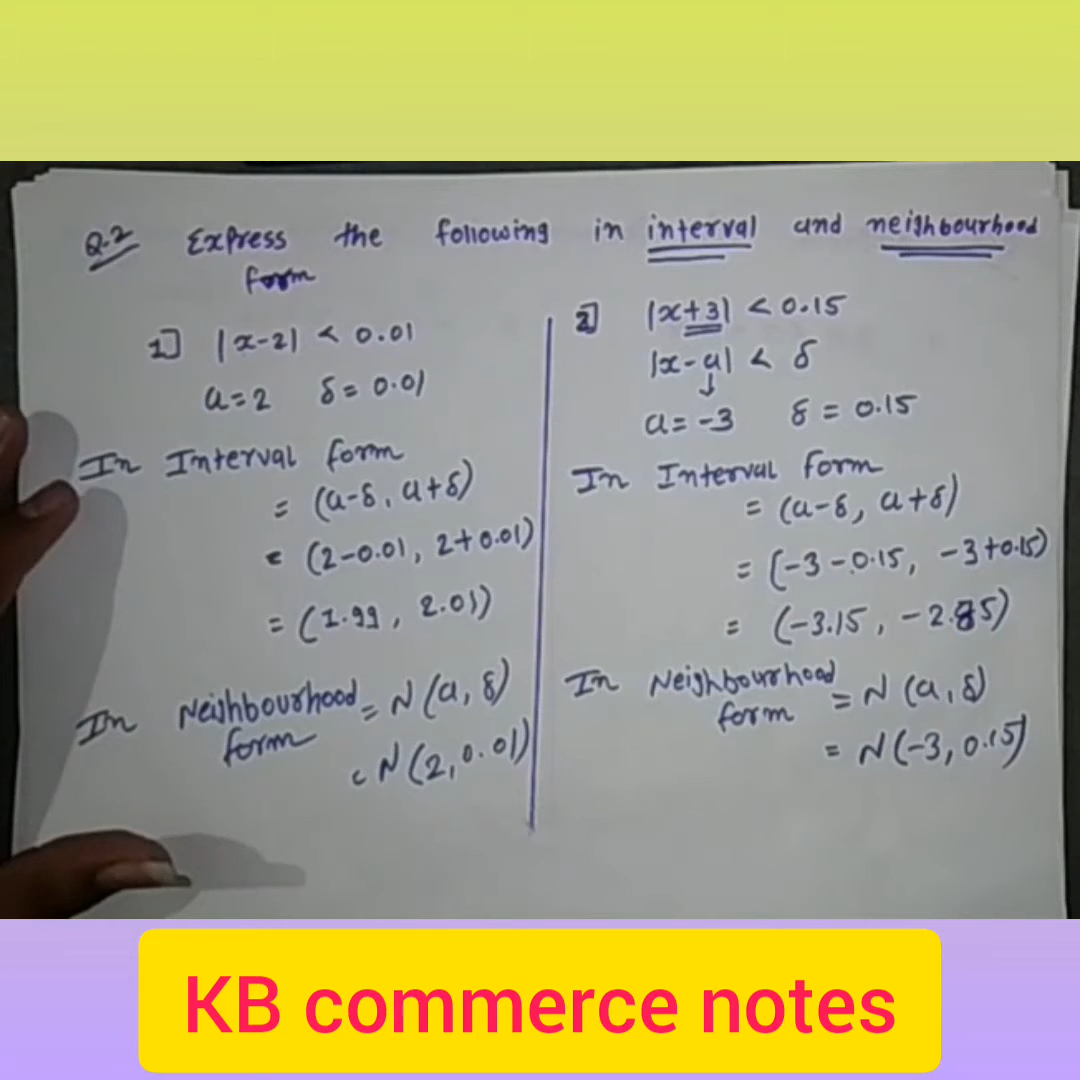 Q.2 Express the following in interval and neighbourhood
form
1] |x-2| < 0.01
a=2 δ= 0.01
In Interval form
= (a-δ, a+δ)
= (2-0.01, 2+0.01)
= (1.99, 2.01)
In Neighbourhood = N(a, δ)
form
= N(2, 0.01)
2] |x+3| < 0.15
|x-a| < δ
↓
a= -3 δ = 0.15
In Interval form
= (a-δ, a+δ)
= (-3-0.15, -3+0.15)
= (-3.15, -2.85)
In Neighbourhood = N(a, δ)
form
= N(-3, 0.15)
KB commerce notes